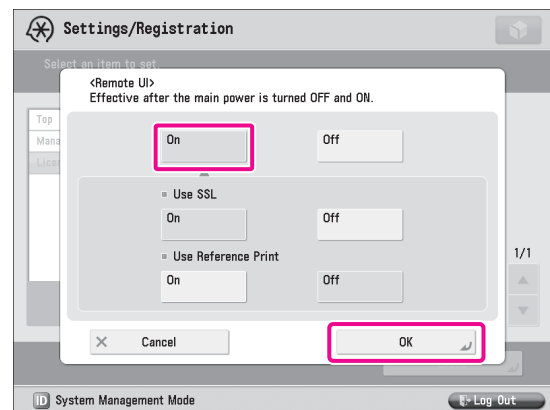 Settings/Registration
Select an item to set.
<Remote UI>
Effective after the main power is turned OFF and ON.
Top
Mana
Licen
On Off
Use SSL
On Off
Use Reference Print
On Off
1/1
Cancel OK
ID System Management Mode Log Out